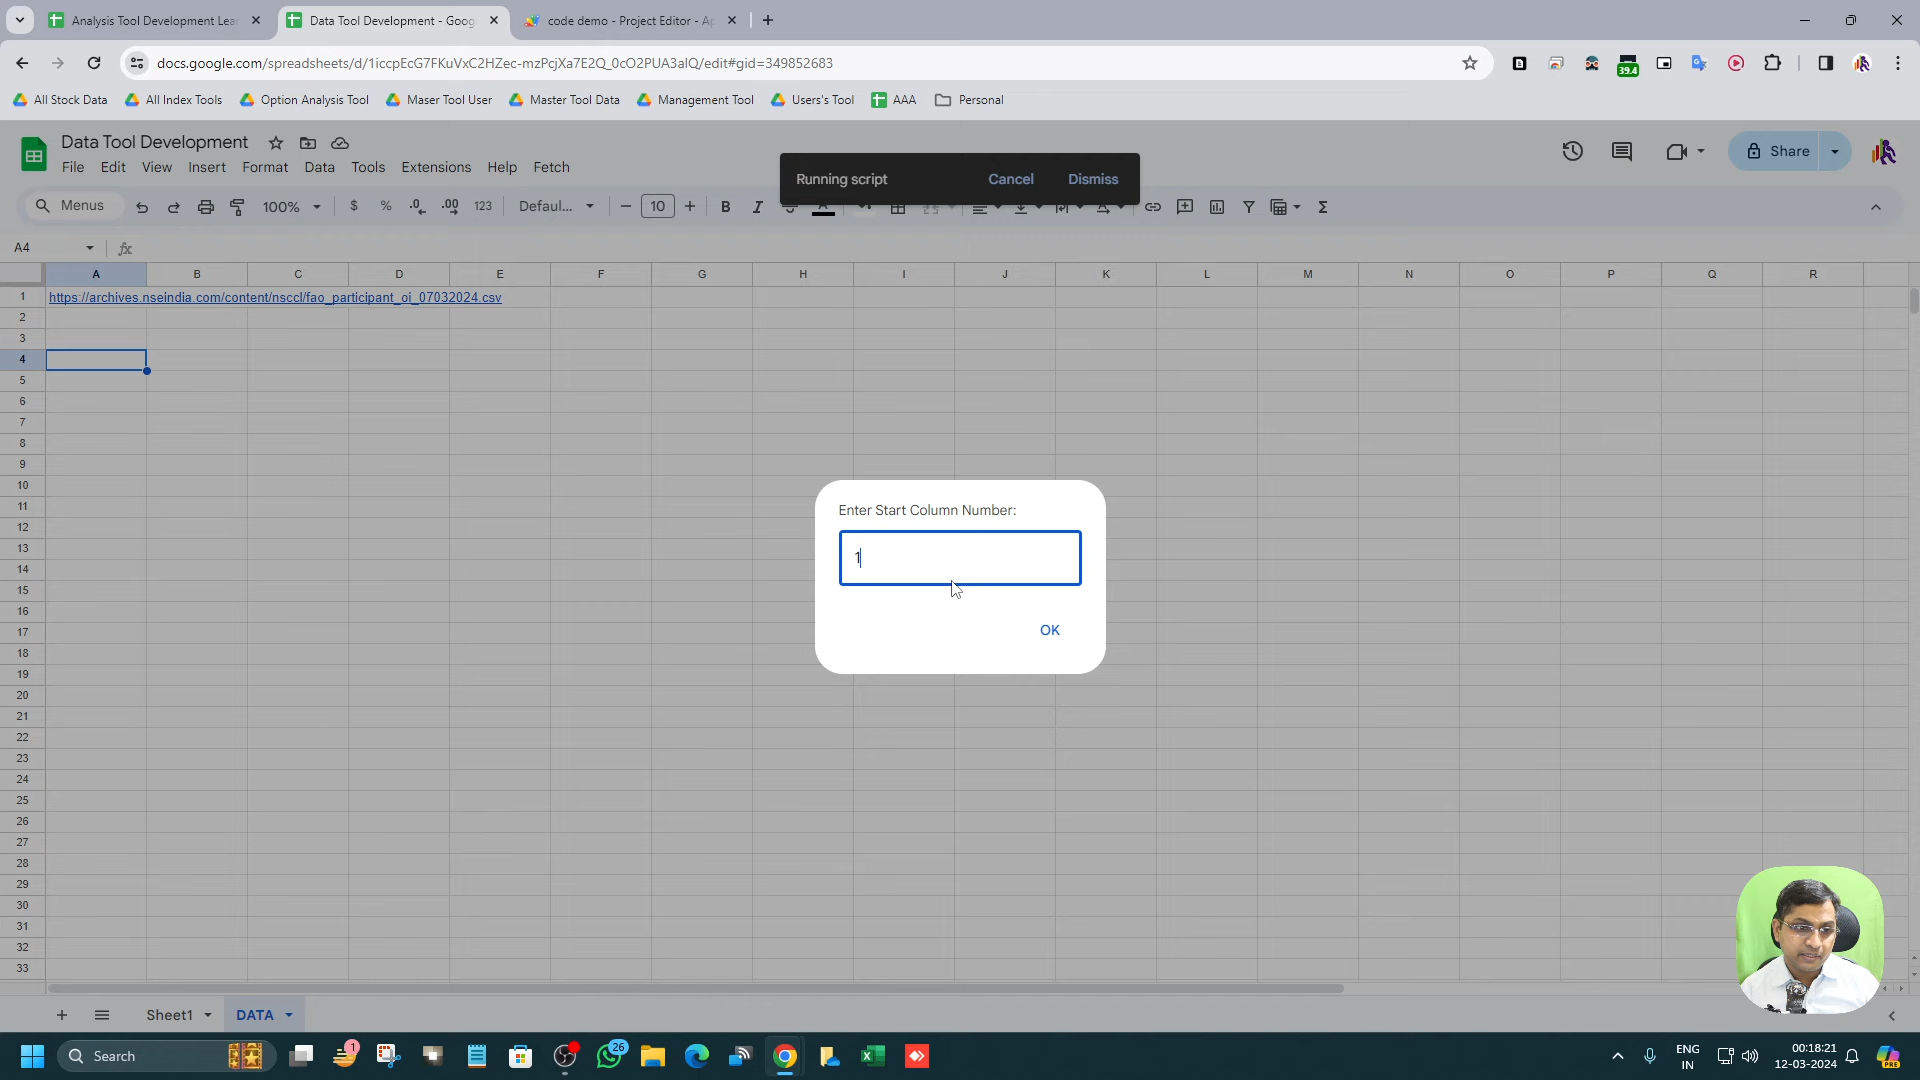 Analysis Tool Development Lea
Data Tool Development - Goog
code demo - Project Editor - Ap
docs.google.com/spreadsheets/d/1iccpEcG7FKuVxC2HZec-mzPcjXa7E2Q_0cO2PUA3alQ/edit#gid=349852683
39.4
All Stock Data
All Index Tools
Option Analysis Tool
Maser Tool User
Master Tool Data
Management Tool
Users's Tool
AAA
Personal
Data Tool Development
File Edit View Insert Format Data Tools Extensions Help Fetch
Share
Running script Cancel Dismiss
Menus 100% $ % .0 .00 123 Defaul... 10 B I A
A4 fx
A B C D E F G H I J K L M N O P Q R
1 https://archives.nseindia.com/content/nsccl/fao_participant_oi_07032024.csv
2
3
4
5
6
7
8
9
10
11
12
13
14
15
16
17
18
19
20
21
22
23
24
25
26
27
28
29
30
31
32
33
Enter Start Column Number:
1
OK
Sheet1 DATA
Search
1
26
ENG
IN
00:18:21
12-03-2024
PRE